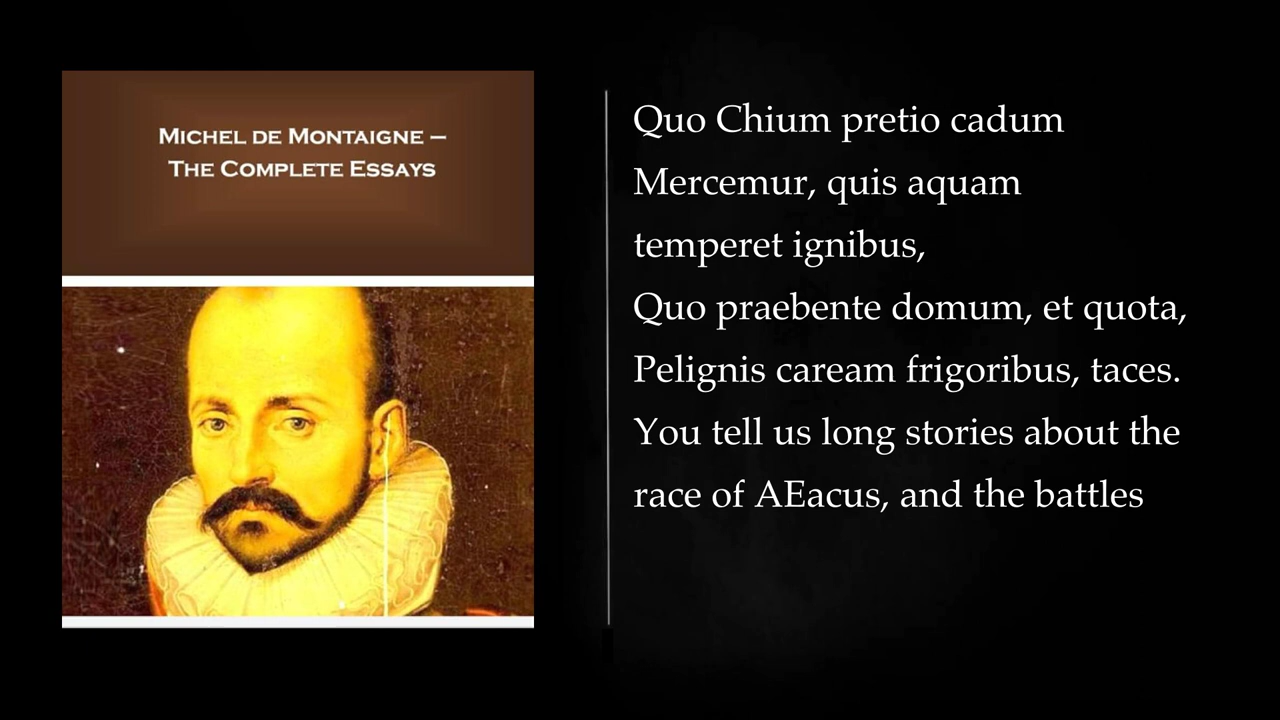 MICHEL DE MONTAIGNE –
THE COMPLETE ESSAYS
Quo Chium pretio cadum
Mercemur, quis aquam
temperet ignibus,
Quo praebente domum, et quota,
Pelignis caream frigoribus, taces.
You tell us long stories about the
race of AEacus, and the battles